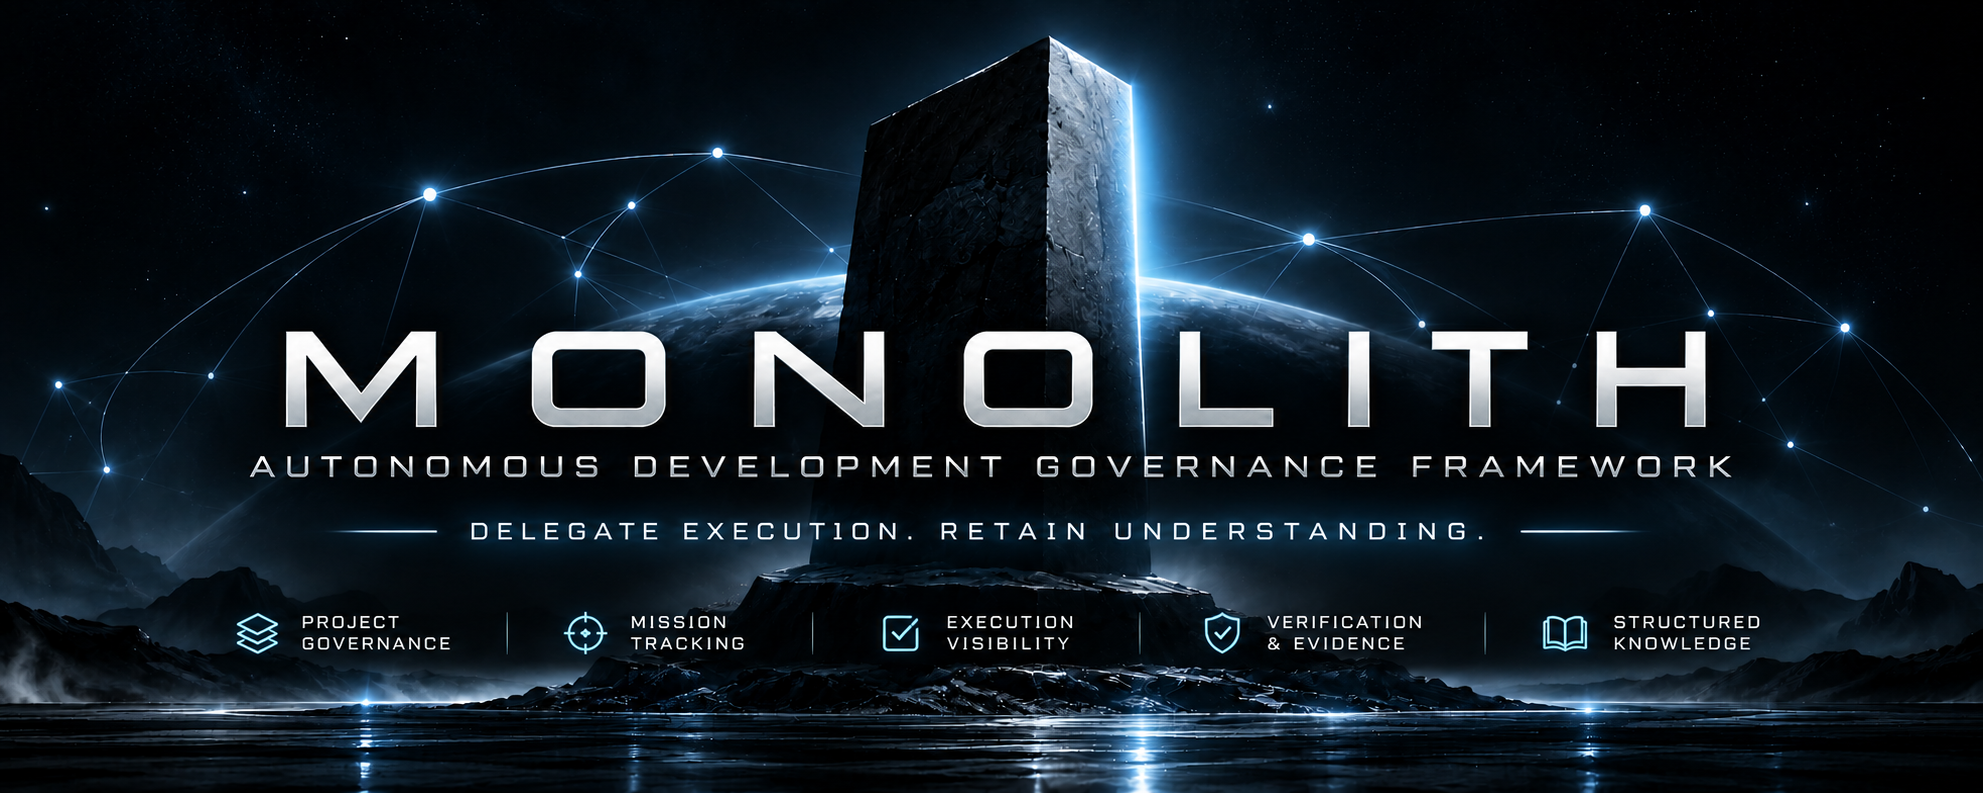 MONOLITH
AUTONOMOUS DEVELOPMENT GOVERNANCE FRAMEWORK
DELEGATE EXECUTION. RETAIN UNDERSTANDING.
PROJECT
GOVERNANCE
MISSION
TRACKING
EXECUTION
VISIBILITY
VERIFICATION
& EVIDENCE
STRUCTURED
KNOWLEDGE